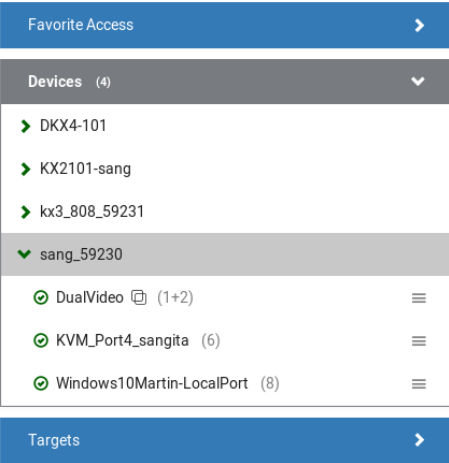 Favorite Access
Devices (4)
DKX4-101
KX2101-sang
kx3_808_59231
sang_59230
DualVideo (1+2)
KVM_Port4_sangita (6)
Windows10Martin-LocalPort (8)
Targets